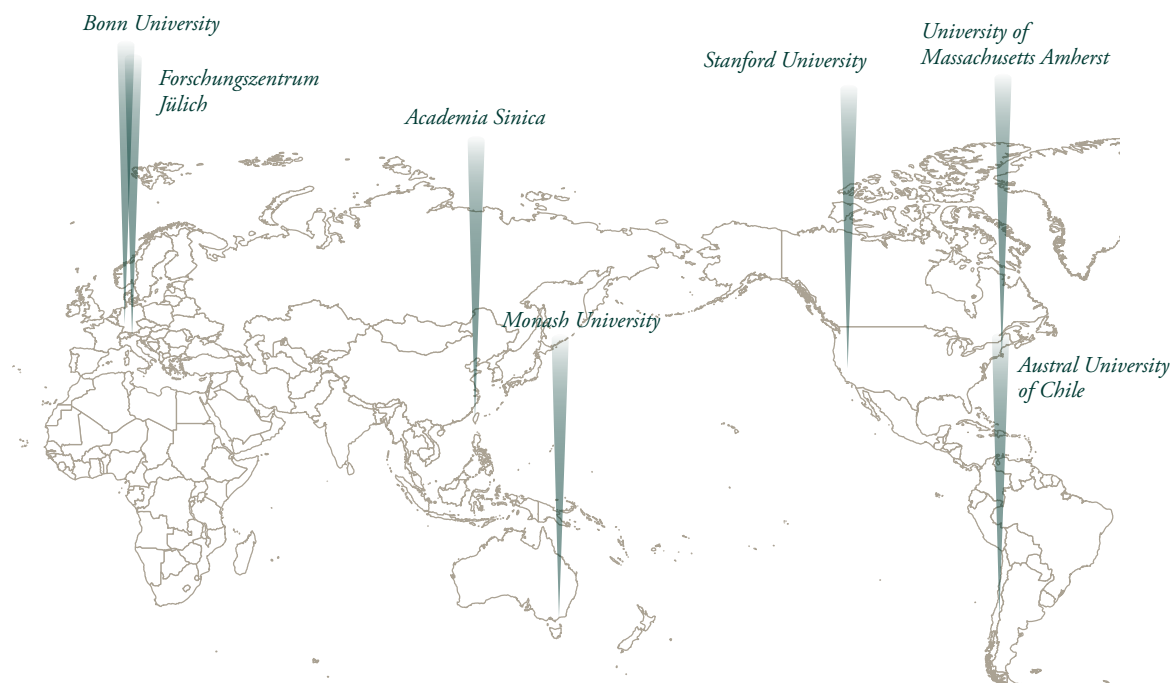 Bonn University
Forschungszentrum
Jülich
Academia Sinica
Monash University
Stanford University
University of
Massachusetts Amherst
Austral University
of Chile